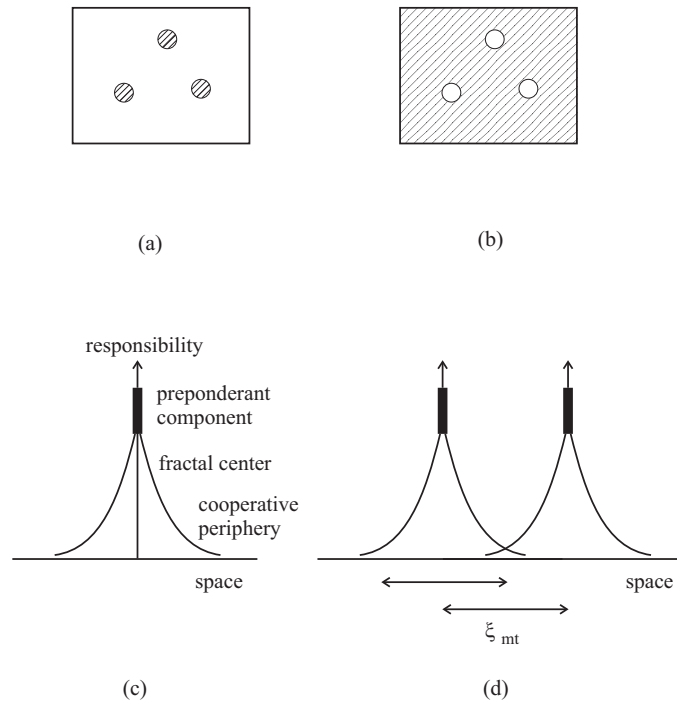 (a)
(b)
responsibility
preponderant
component
fractal center
cooperative
periphery
space
space
ξ mt
(c)
(d)